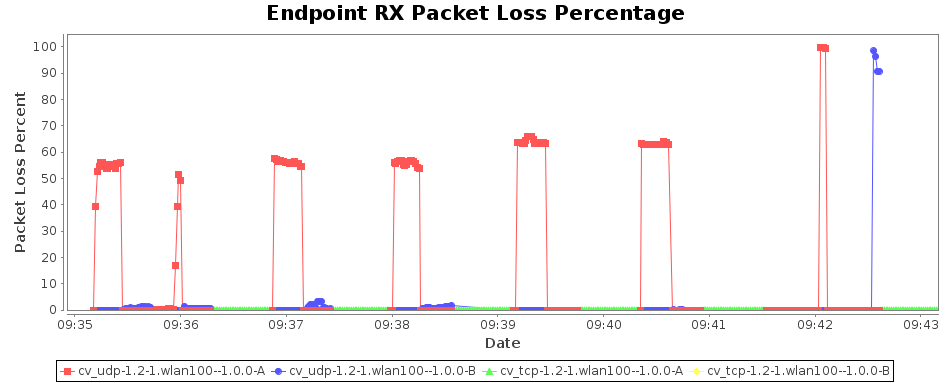 Endpoint RX Packet Loss Percentage
Packet Loss Percent
100
90
80
70
60
50
40
30
20
10
0
09:35 09:36 09:37 09:38 09:39 09:40 09:41 09:42 09:43
Date
cv_udp-1.2-1.wlan100--1.0.0-A cv_udp-1.2-1.wlan100--1.0.0-B cv_tcp-1.2-1.wlan100--1.0.0-A cv_tcp-1.2-1.wlan100--1.0.0-B